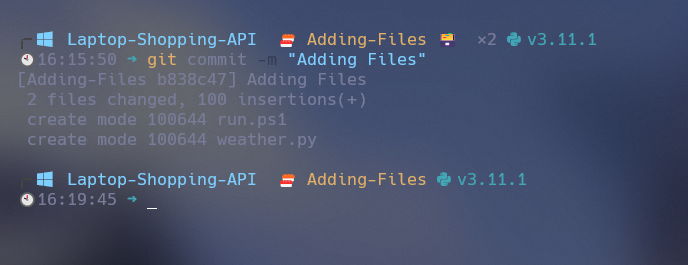 Laptop-Shopping-API Adding-Files ×2 v3.11.1
16:15:50 ➜ git commit -m "Adding Files"
[Adding-Files b838c47] Adding Files
2 files changed, 100 insertions(+)
create mode 100644 run.ps1
create mode 100644 weather.py
Laptop-Shopping-API Adding-Files v3.11.1
16:19:45 ➜ _